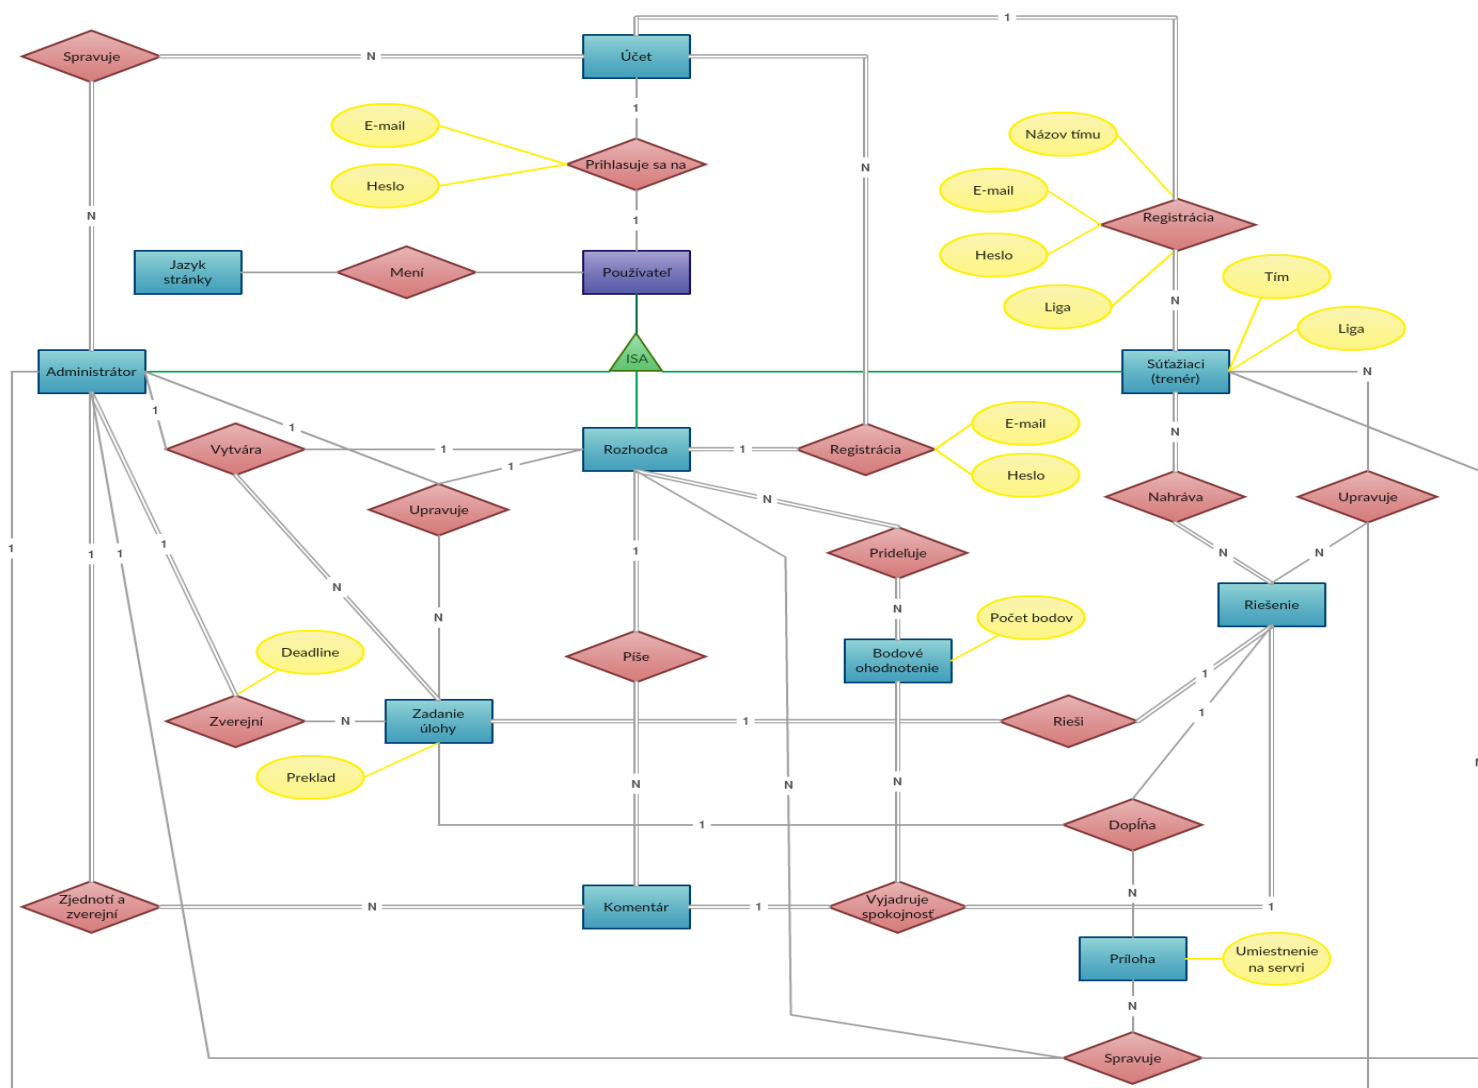 1
Spravuje
N
Účet
E-mail
1
Názov tímu
Heslo
Prihlasuje sa na
N
E-mail
Registrácia
N
1
Heslo
Jazyk
stránky
Mení
Používateľ
Tím
Liga
N
Liga
ISA
Administrátor
Súťažiaci
(trenér)
N
1
1
E-mail
N
Vytvára
1
Rozhodca
1
Registrácia
1
Heslo
N
Upravuje
Nahráva
Upravuje
1
1
1
1
1
Prideľuje
N
N
N
N
N
Riešenie
Počet bodov
Deadline
Píše
Bodové
ohodnotenie
1
Zverejní
N
Zadanie
úlohy
1
Rieši
1
N
Preklad
N
N
N
1
Dopĺňa
N
Zjednotí a
zverejní
N
Komentár
1
Vyjadruje
spokojnosť
1
Príloha
Umiestnenie
na servri
N
Spravuje